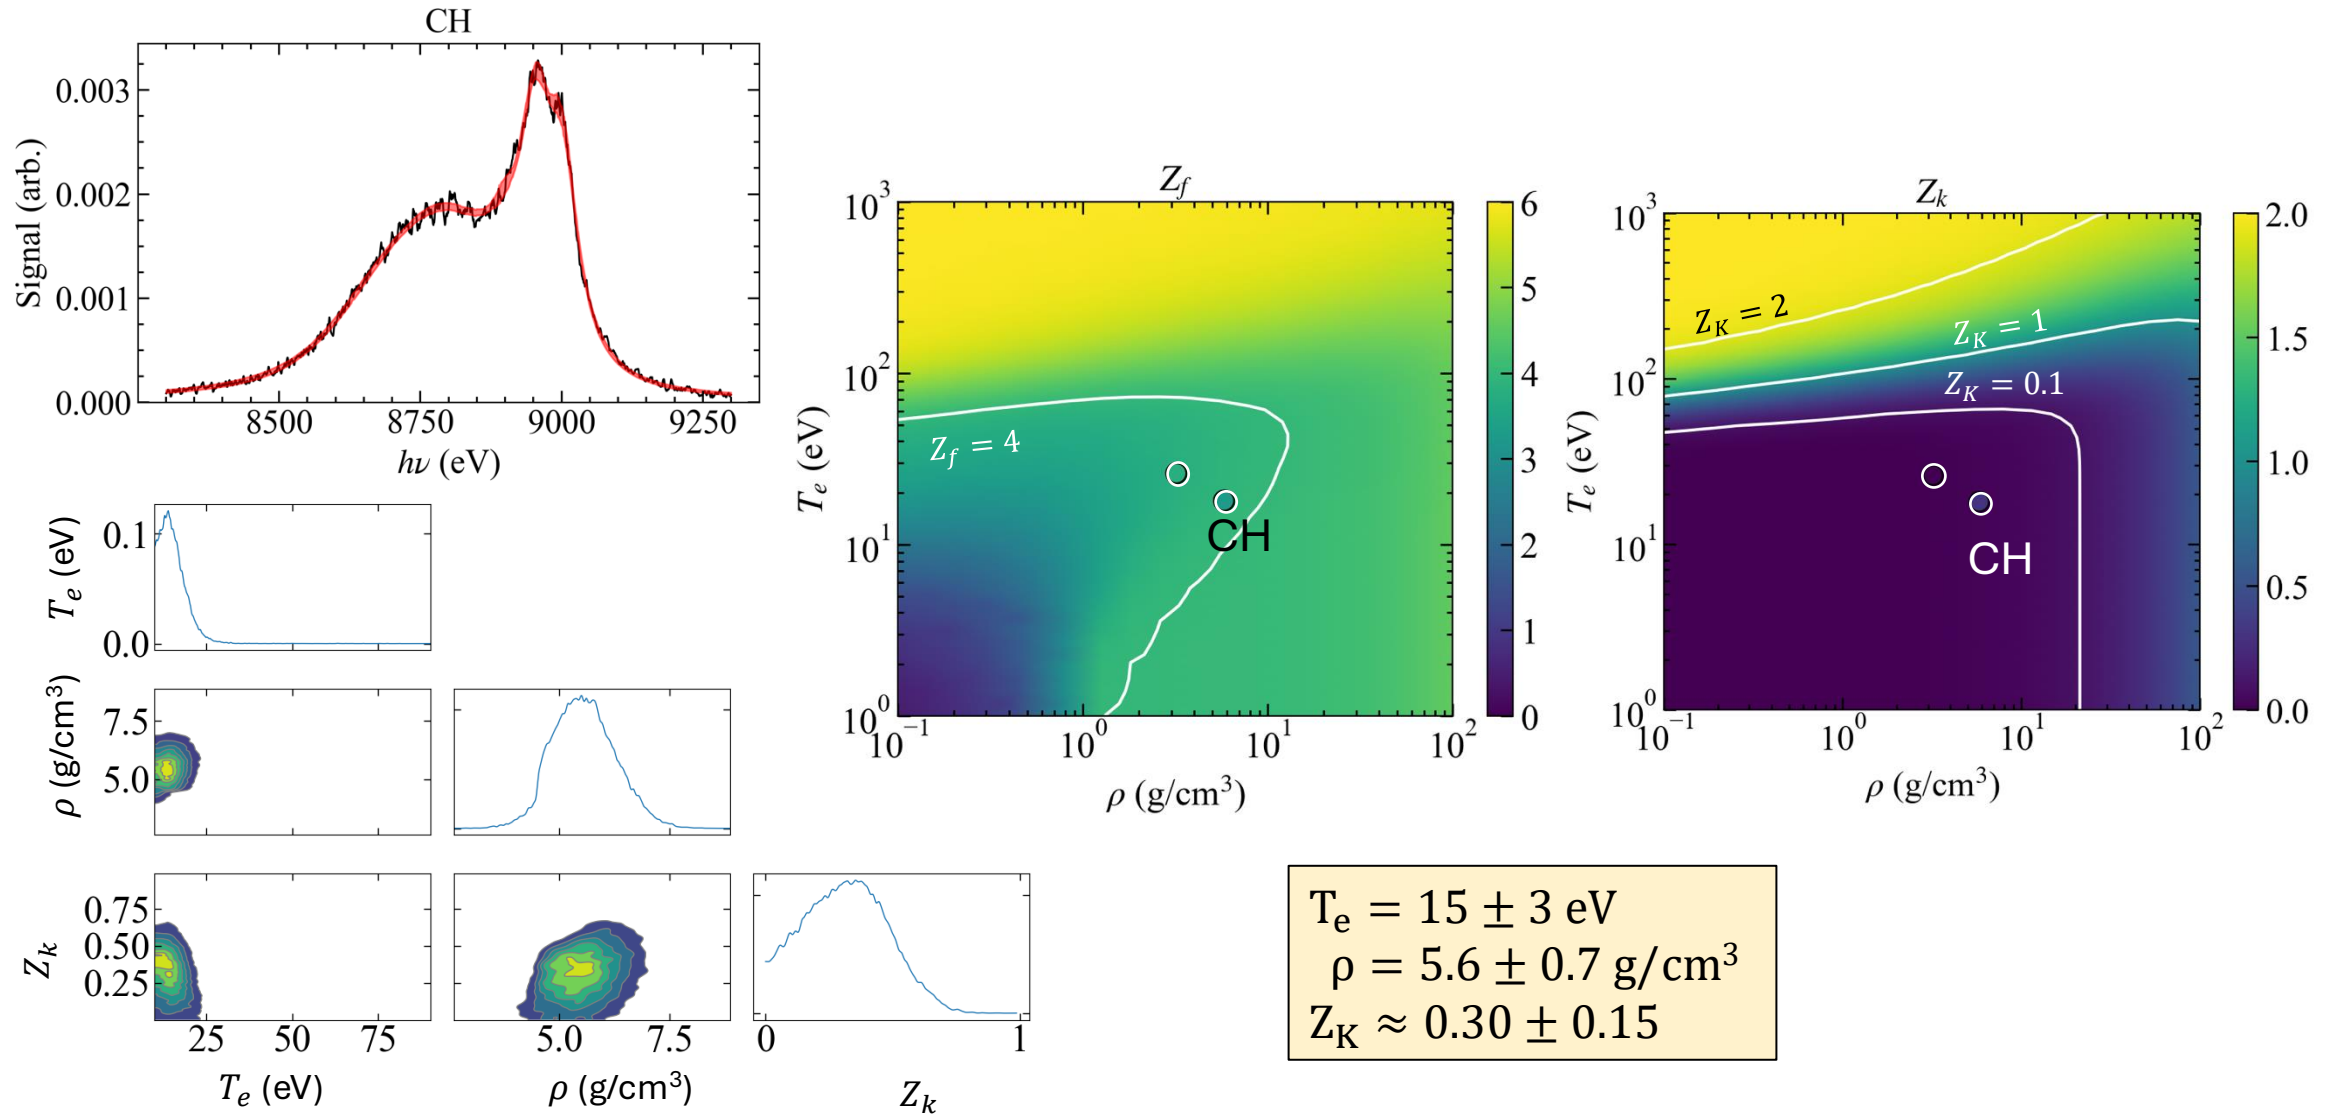 CH
Signal (arb.)
0.003
0.002
0.001
0.000
8500 8750 9000 9250
hν (eV)
T_e (eV)
0.1
0.0
ρ (g/cm³)
7.5
5.0
Z_k
0.75
0.50
0.25
25 50 75
T_e (eV)
5.0 7.5
ρ (g/cm³)
0 1
Z_k
Z_f
T_e (eV)
10³
10²
10¹
10⁰
Z_f = 4
CH
10⁻¹ 10⁰ 10¹ 10²
ρ (g/cm³)
6
5
4
3
2
1
0
Z_k
T_e (eV)
10³
10²
10¹
10⁰
Z_K = 2
Z_K = 1
Z_K = 0.1
CH
10⁻¹ 10⁰ 10¹ 10²
ρ (g/cm³)
2.0
1.5
1.0
0.5
0.0
T_e = 15 ± 3 eV
ρ = 5.6 ± 0.7 g/cm³
Z_K ≈ 0.30 ± 0.15